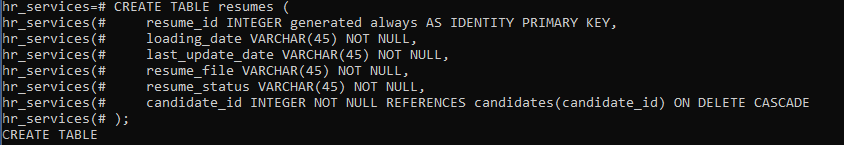 hr_services=# CREATE TABLE resumes (
hr_services(#     resume_id INTEGER generated always AS IDENTITY PRIMARY KEY,
hr_services(#     loading_date VARCHAR(45) NOT NULL,
hr_services(#     last_update_date VARCHAR(45) NOT NULL,
hr_services(#     resume_file VARCHAR(45) NOT NULL,
hr_services(#     resume_status VARCHAR(45) NOT NULL,
hr_services(#     candidate_id INTEGER NOT NULL REFERENCES candidates(candidate_id) ON DELETE CASCADE
hr_services(# );
CREATE TABLE